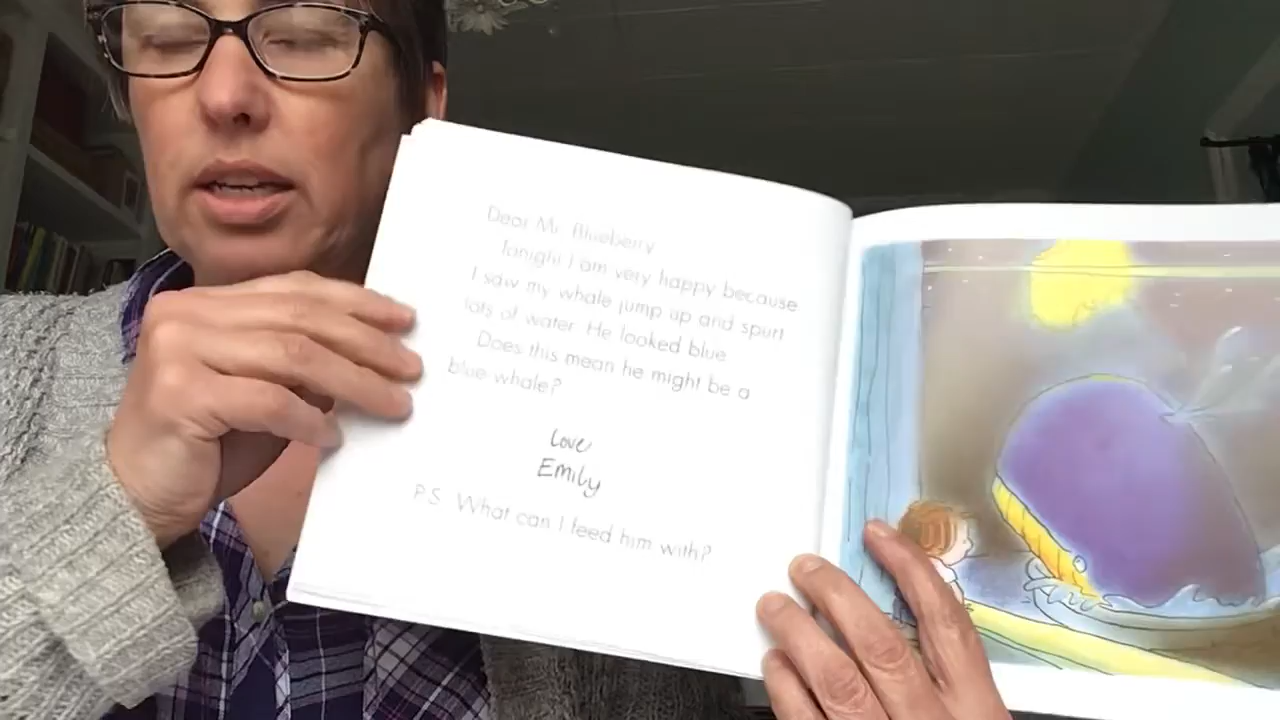 Dear Mr. Blueberry
Tonight I am very happy because
I saw my whale jump up and spurt
lots of water. He looked blue
Does this mean he might be a
blue whale?
Love
Emily
P.S. What can I feed him with?